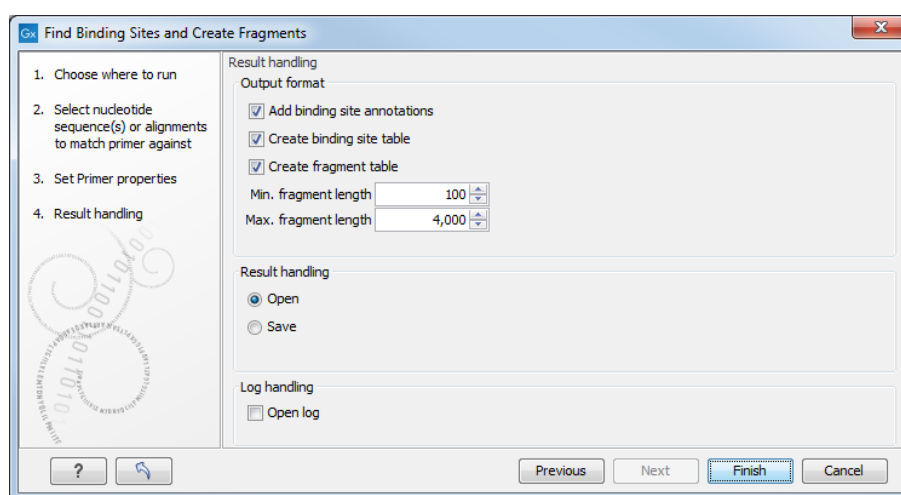 Gx Find Binding Sites and Create Fragments
1. Choose where to run
2. Select nucleotide
sequence(s) or alignments
to match primer against
3. Set Primer properties
4. Result handling
Result handling
Output format
Add binding site annotations
Create binding site table
Create fragment table
Min. fragment length 100
Max. fragment length 4,000
Result handling
Open
Save
Log handling
Open log
? Previous Next Finish Cancel